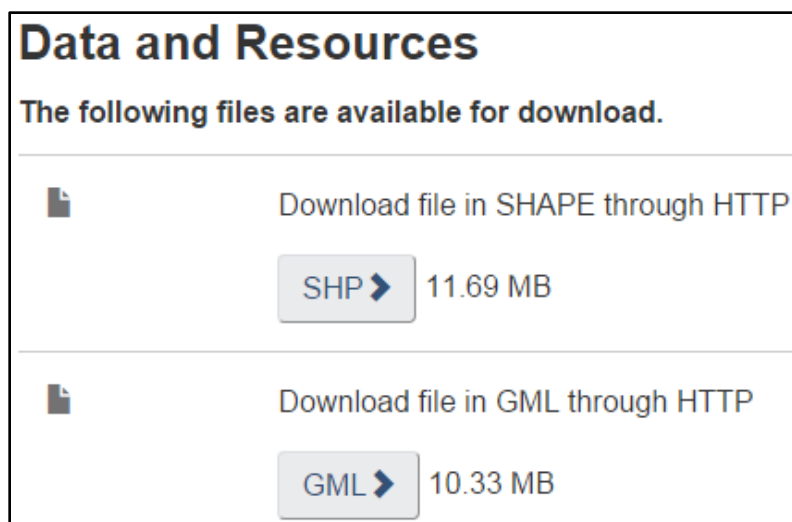 Data and Resources
The following files are available for download.
Download file in SHAPE through HTTP
SHP 11.69 MB
Download file in GML through HTTP
GML 10.33 MB